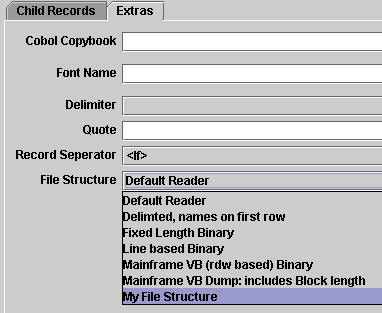 Child Records Extras
Cobol Copybook
Font Name
Delimiter
Quote
Record Seperator <lf>
File Structure Default Reader
Default Reader
Delimted, names on first row
Fixed Length Binary
Line based Binary
Mainframe VB (rdw based) Binary
Mainframe VB Dump: includes Block length
My File Structure